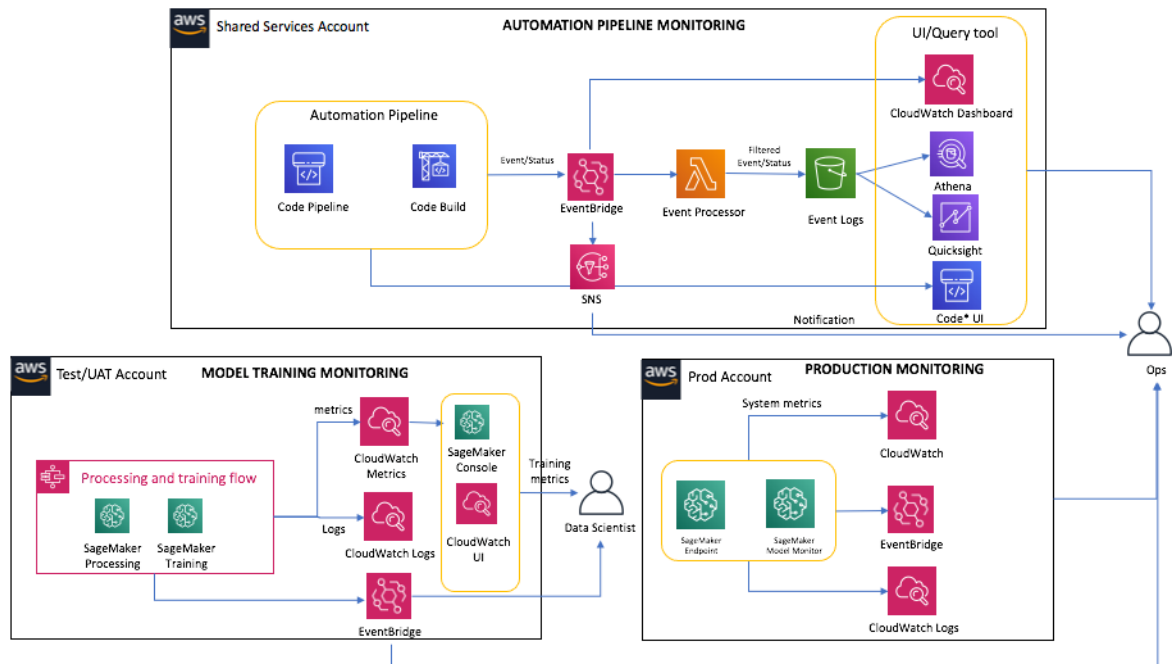 aws
Shared Services Account
AUTOMATION PIPELINE MONITORING
UI/Query tool
CloudWatch Dashboard
Automation Pipeline
Code Pipeline
Code Build
Event/Status
EventBridge
Event Processor
Filtered
Event/Status
Event Logs
Athena
Quicksight
SNS
Code* UI
Notification
Ops
aws
Test/UAT Account
MODEL TRAINING MONITORING
metrics
CloudWatch
Metrics
SageMaker
Console
Training
metrics
Processing and training flow
SageMaker
Processing
SageMaker
Training
Logs
CloudWatch Logs
CloudWatch
UI
Data Scientist
EventBridge
aws
Prod Account
PRODUCTION MONITORING
System metrics
CloudWatch
SageMaker
Endpoint
SageMaker
Model Monitor
EventBridge
CloudWatch Logs